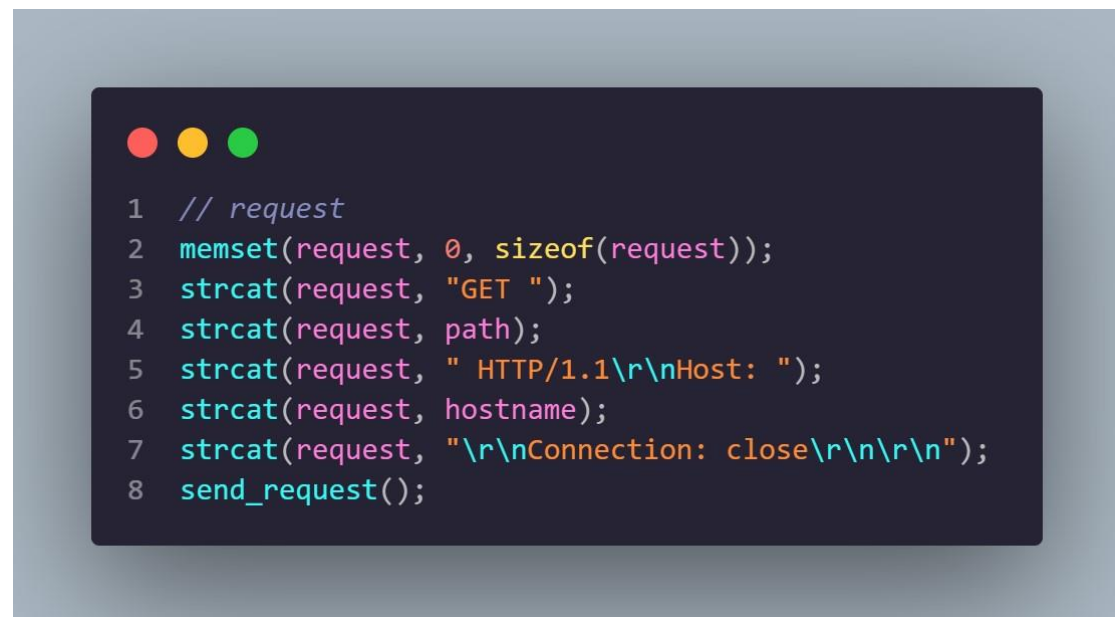 1 // request
2 memset(request, 0, sizeof(request));
3 strcat(request, "GET ");
4 strcat(request, path);
5 strcat(request, " HTTP/1.1\r\nHost: ");
6 strcat(request, hostname);
7 strcat(request, "\r\nConnection: close\r\n\r\n");
8 send_request();